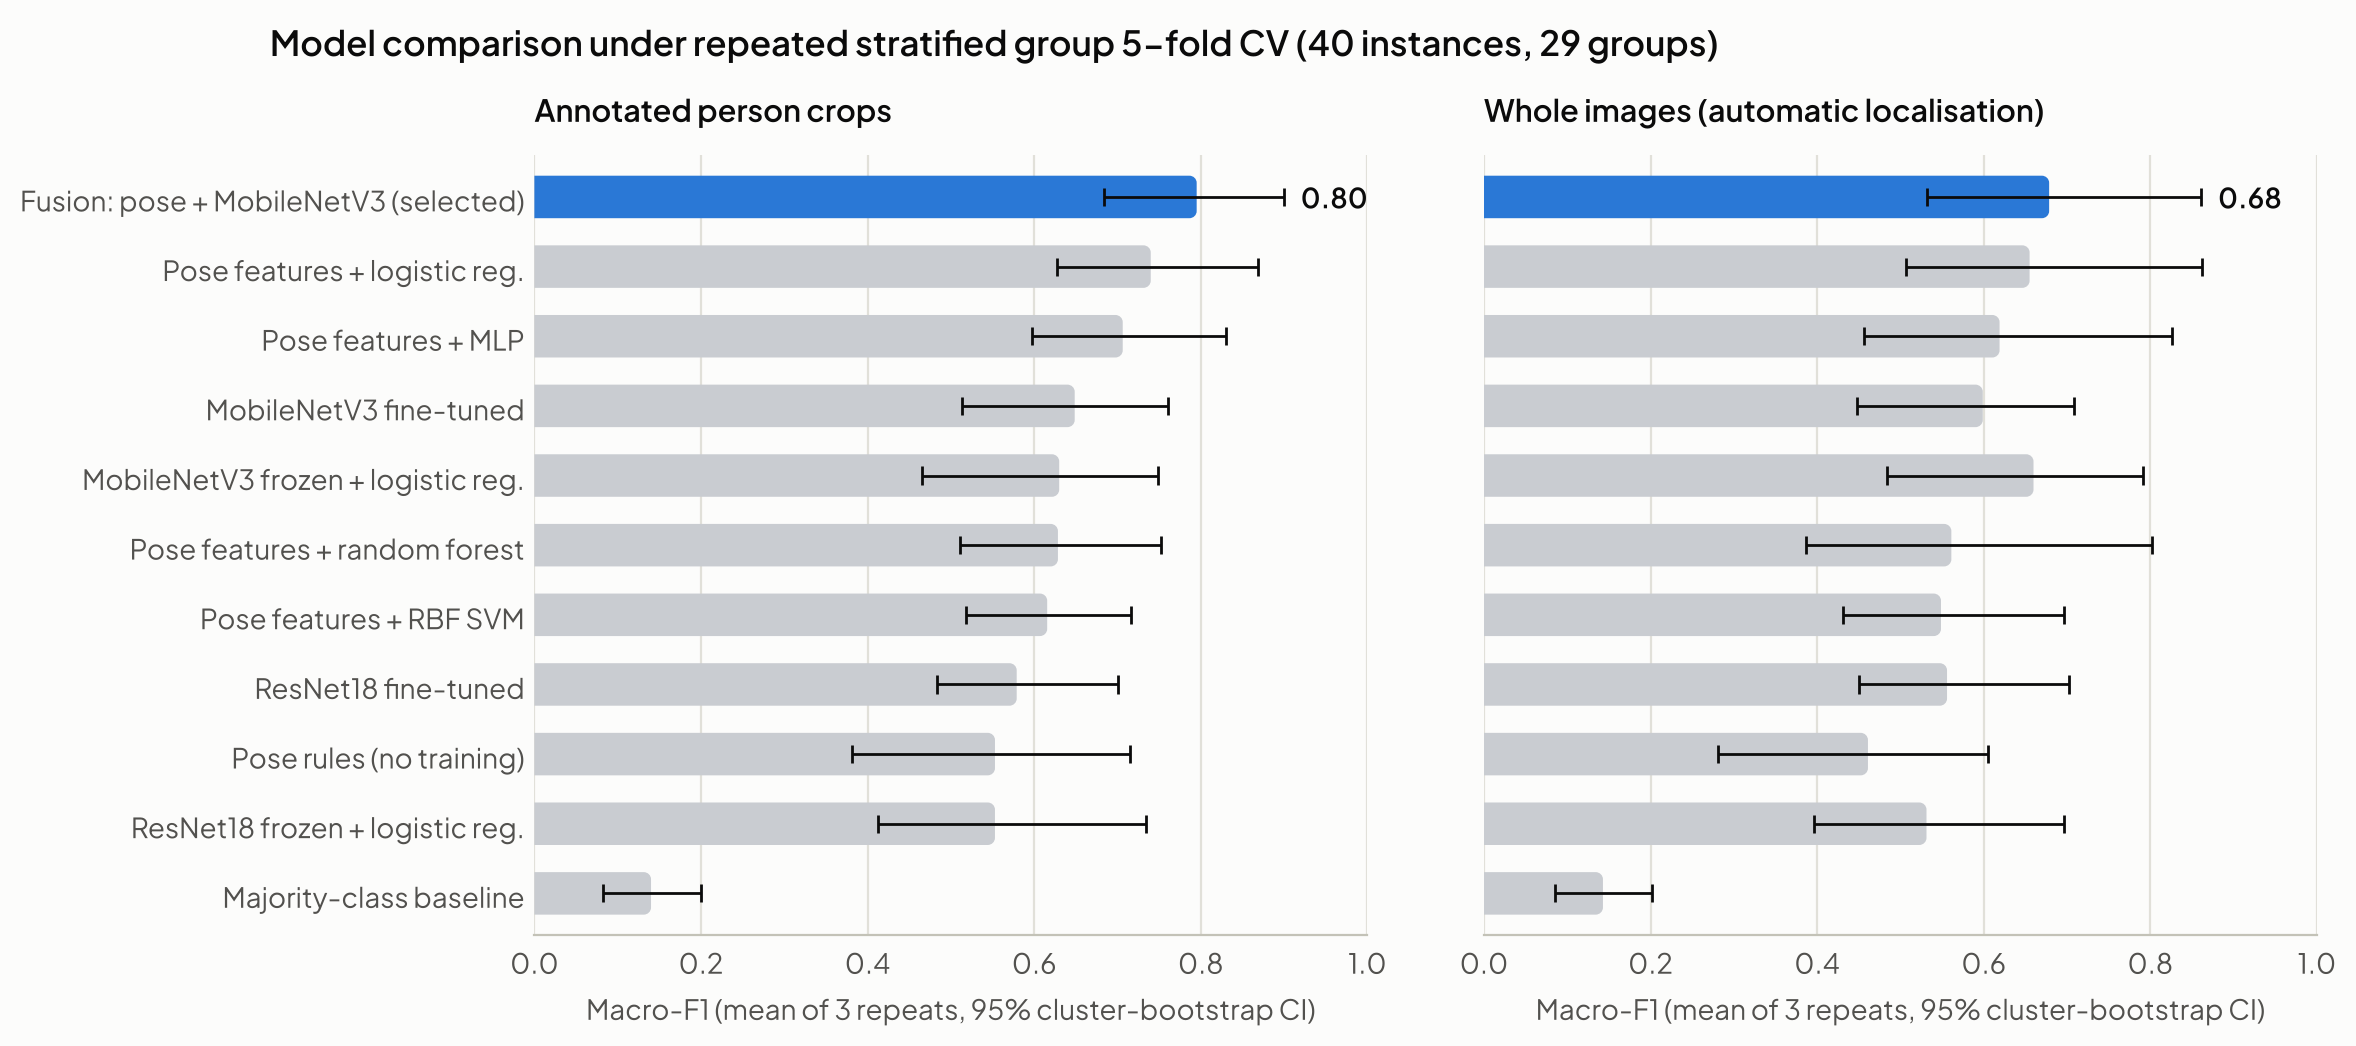 Model comparison under repeated stratified group 5-fold CV (40 instances, 29 groups)
Annotated person crops
Whole images (automatic localisation)
Fusion: pose + MobileNetV3 (selected)
0.80
0.68
Pose features + logistic reg.
Pose features + MLP
MobileNetV3 fine-tuned
MobileNetV3 frozen + logistic reg.
Pose features + random forest
Pose features + RBF SVM
ResNet18 fine-tuned
Pose rules (no training)
ResNet18 frozen + logistic reg.
Majority-class baseline
0.0 0.2 0.4 0.6 0.8 1.0
0.0 0.2 0.4 0.6 0.8 1.0
Macro-F1 (mean of 3 repeats, 95% cluster-bootstrap CI)
Macro-F1 (mean of 3 repeats, 95% cluster-bootstrap CI)